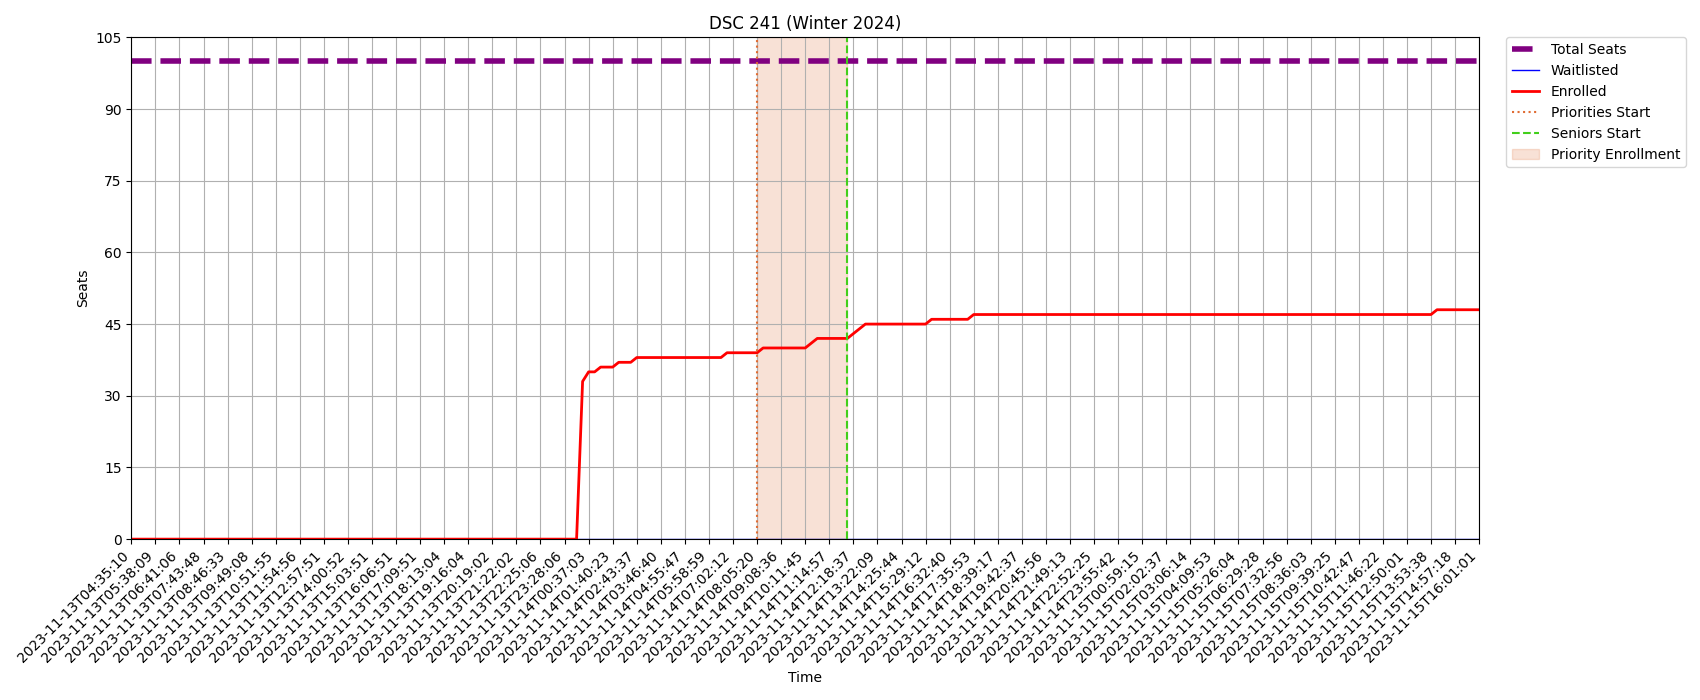 DSC 241 (Winter 2024)
105
90
75
60
45
30
15
0
Seats
Total Seats
Waitlisted
Enrolled
Priorities Start
Seniors Start
Priority Enrollment
2023-11-13T04:35:10
2023-11-13T05:38:09
2023-11-13T06:41:06
2023-11-13T07:43:48
2023-11-13T08:46:33
2023-11-13T09:49:08
2023-11-13T10:51:55
2023-11-13T11:54:56
2023-11-13T12:57:51
2023-11-13T14:00:52
2023-11-13T15:03:51
2023-11-13T16:06:51
2023-11-13T17:09:51
2023-11-13T18:13:04
2023-11-13T19:16:04
2023-11-13T20:19:02
2023-11-13T21:22:02
2023-11-13T22:25:06
2023-11-13T23:28:06
2023-11-14T00:37:03
2023-11-14T01:40:23
2023-11-14T02:43:37
2023-11-14T03:46:40
2023-11-14T04:55:47
2023-11-14T05:58:59
2023-11-14T07:02:12
2023-11-14T08:05:20
2023-11-14T09:08:36
2023-11-14T10:11:45
2023-11-14T11:14:57
2023-11-14T12:18:37
2023-11-14T13:22:09
2023-11-14T14:25:44
2023-11-14T15:29:12
2023-11-14T16:32:40
2023-11-14T17:35:53
2023-11-14T18:39:17
2023-11-14T19:42:37
2023-11-14T20:45:56
2023-11-14T21:49:13
2023-11-14T22:52:25
2023-11-14T23:55:42
2023-11-15T00:59:15
2023-11-15T02:02:37
2023-11-15T03:06:14
2023-11-15T04:09:53
2023-11-15T05:26:04
2023-11-15T06:29:28
2023-11-15T07:32:56
2023-11-15T08:36:03
2023-11-15T09:39:25
2023-11-15T10:42:47
2023-11-15T11:46:22
2023-11-15T12:50:01
2023-11-15T13:53:38
2023-11-15T14:57:18
2023-11-15T16:01:01
Time